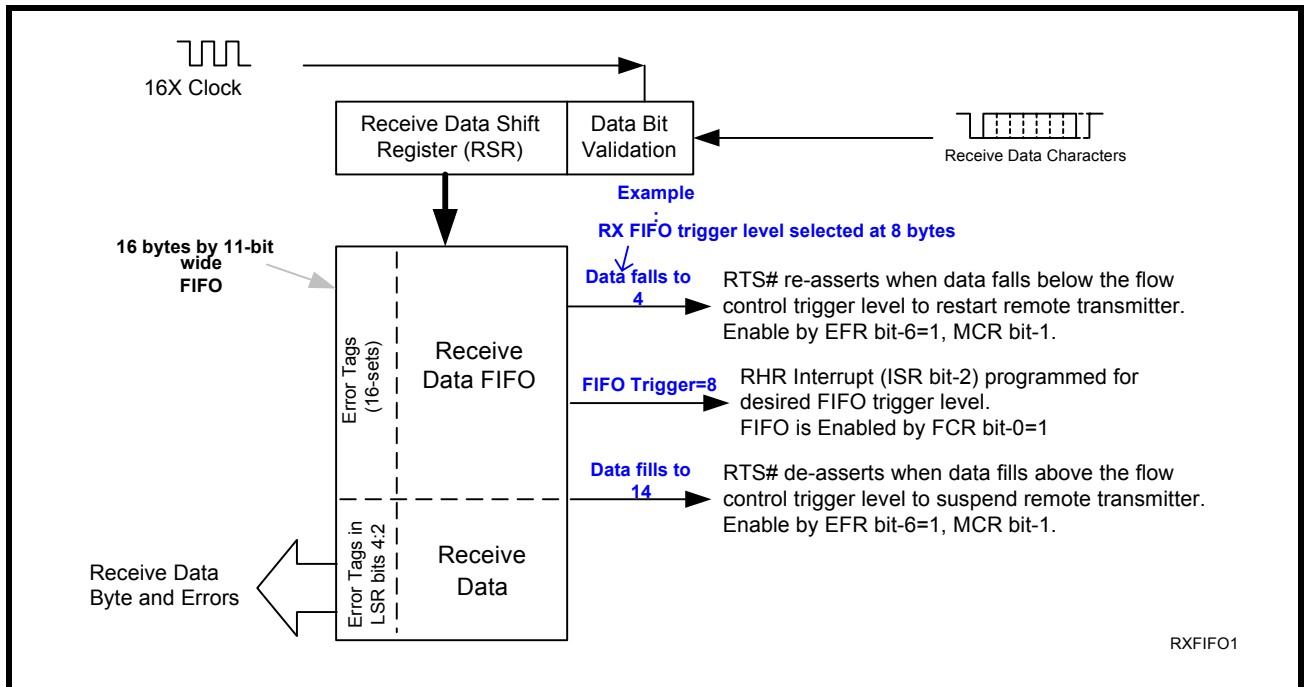 16X Clock
Receive Data Shift
Register (RSR)
Data Bit
Validation
Receive Data Characters
Example
:
RX FIFO trigger level selected at 8 bytes
16 bytes by 11-bit
wide
FIFO
Error Tags
(16-sets)
Receive
Data FIFO
Data falls to
4
RTS# re-asserts when data falls below the flow
control trigger level to restart remote transmitter.
Enable by EFR bit-6=1, MCR bit-1.
FIFO Trigger=8
RHR Interrupt (ISR bit-2) programmed for
desired FIFO trigger level.
FIFO is Enabled by FCR bit-0=1
Data fills to
14
RTS# de-asserts when data fills above the flow
control trigger level to suspend remote transmitter.
Enable by EFR bit-6=1, MCR bit-1.
Error Tags in
LSR bits 4:2
Receive
Data
Receive Data
Byte and Errors
RXFIFO1